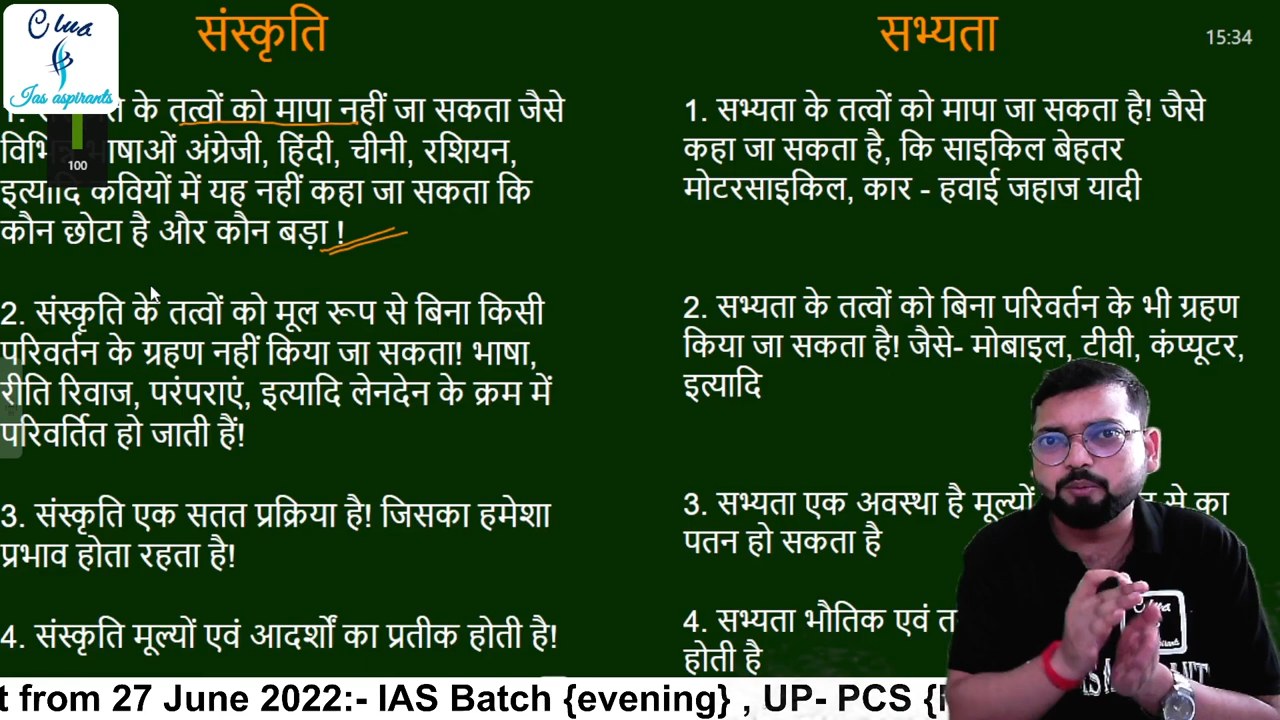 Clwa
Ias aspirants
संस्कृति
सभ्यता
15:34
1. के तत्वों को मापा नहीं जा सकता जैसे
विभिन्न भाषाओं अंग्रेजी, हिंदी, चीनी, रशियन,
इत्यादि कवियों में यह नहीं कहा जा सकता कि
कौन छोटा है और कौन बड़ा !
100
2. संस्कृति के तत्वों को मूल रूप से बिना किसी
परिवर्तन के ग्रहण नहीं किया जा सकता! भाषा,
रीति रिवाज, परंपराएं, इत्यादि लेनदेन के क्रम में
परिवर्तित हो जाती हैं!
3. संस्कृति एक सतत प्रक्रिया है! जिसका हमेशा
प्रभाव होता रहता है!
4. संस्कृति मूल्यों एवं आदर्शों का प्रतीक होती है!
1. सभ्यता के तत्वों को मापा जा सकता है! जैसे
कहा जा सकता है, कि साइकिल बेहतर
मोटरसाइकिल, कार - हवाई जहाज यादी
2. सभ्यता के तत्वों को बिना परिवर्तन के भी ग्रहण
किया जा सकता है! जैसे- मोबाइल, टीवी, कंप्यूटर,
इत्यादि
3. सभ्यता एक अवस्था है मूल्यों से का
पतन हो सकता है
4. सभ्यता भौतिक एवं
होती है
t from 27 June 2022:- IAS Batch {evening} , UP- PCS {